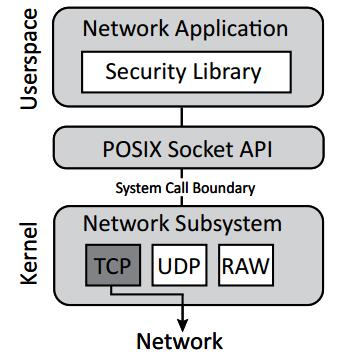 Userspace
Network Application
Security Library
POSIX Socket API
System Call Boundary
Kernel
Network Subsystem
TCP
UDP
RAW
Network